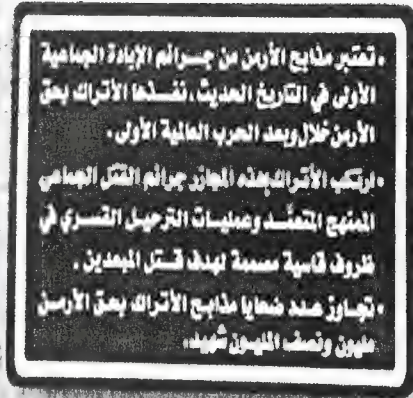 • تعتبر مذابح الأرمن من جرائم الإبادة الجماعية
الأولى في التاريخ الحديث، نفذها الأتراك بحق
الأرمن خلال وبعد الحرب العالمية الأولى.
• ارتكب الأتراك بهذه المجازر جرائم القتل الجماعي
الممنهج المتعمد وعمليات الترحيل القسري في
ظروف قاسية مصممة لهدف قتل المبعدين.
• تجاوز عدد ضحايا مذابح الأتراك بحق الأرمن
مليون ونصف المليون شهيد.